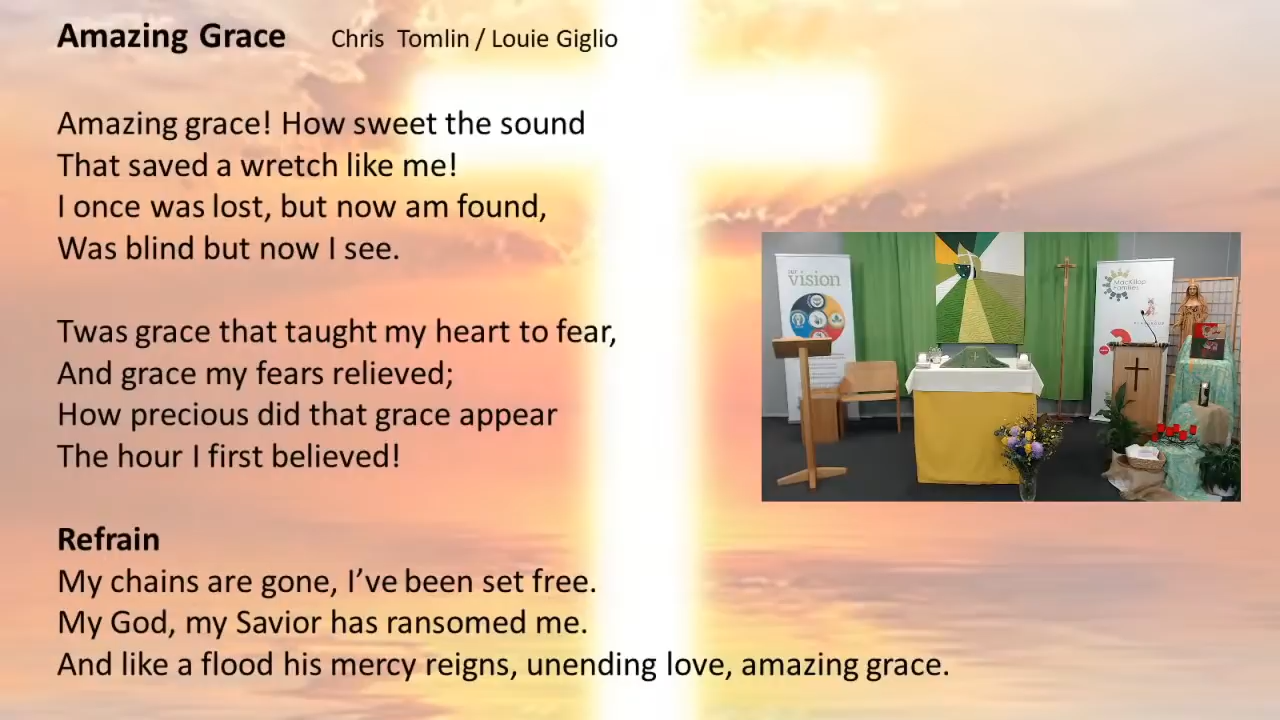 Amazing Grace Chris Tomlin / Louie Giglio
Amazing grace! How sweet the sound
That saved a wretch like me!
I once was lost, but now am found,
Was blind but now I see.
Twas grace that taught my heart to fear,
And grace my fears relieved;
How precious did that grace appear
The hour I first believed!
Refrain
My chains are gone, I've been set free.
My God, my Savior has ransomed me.
And like a flood his mercy reigns, unending love, amazing grace.
our
vision
MacKillop
Families